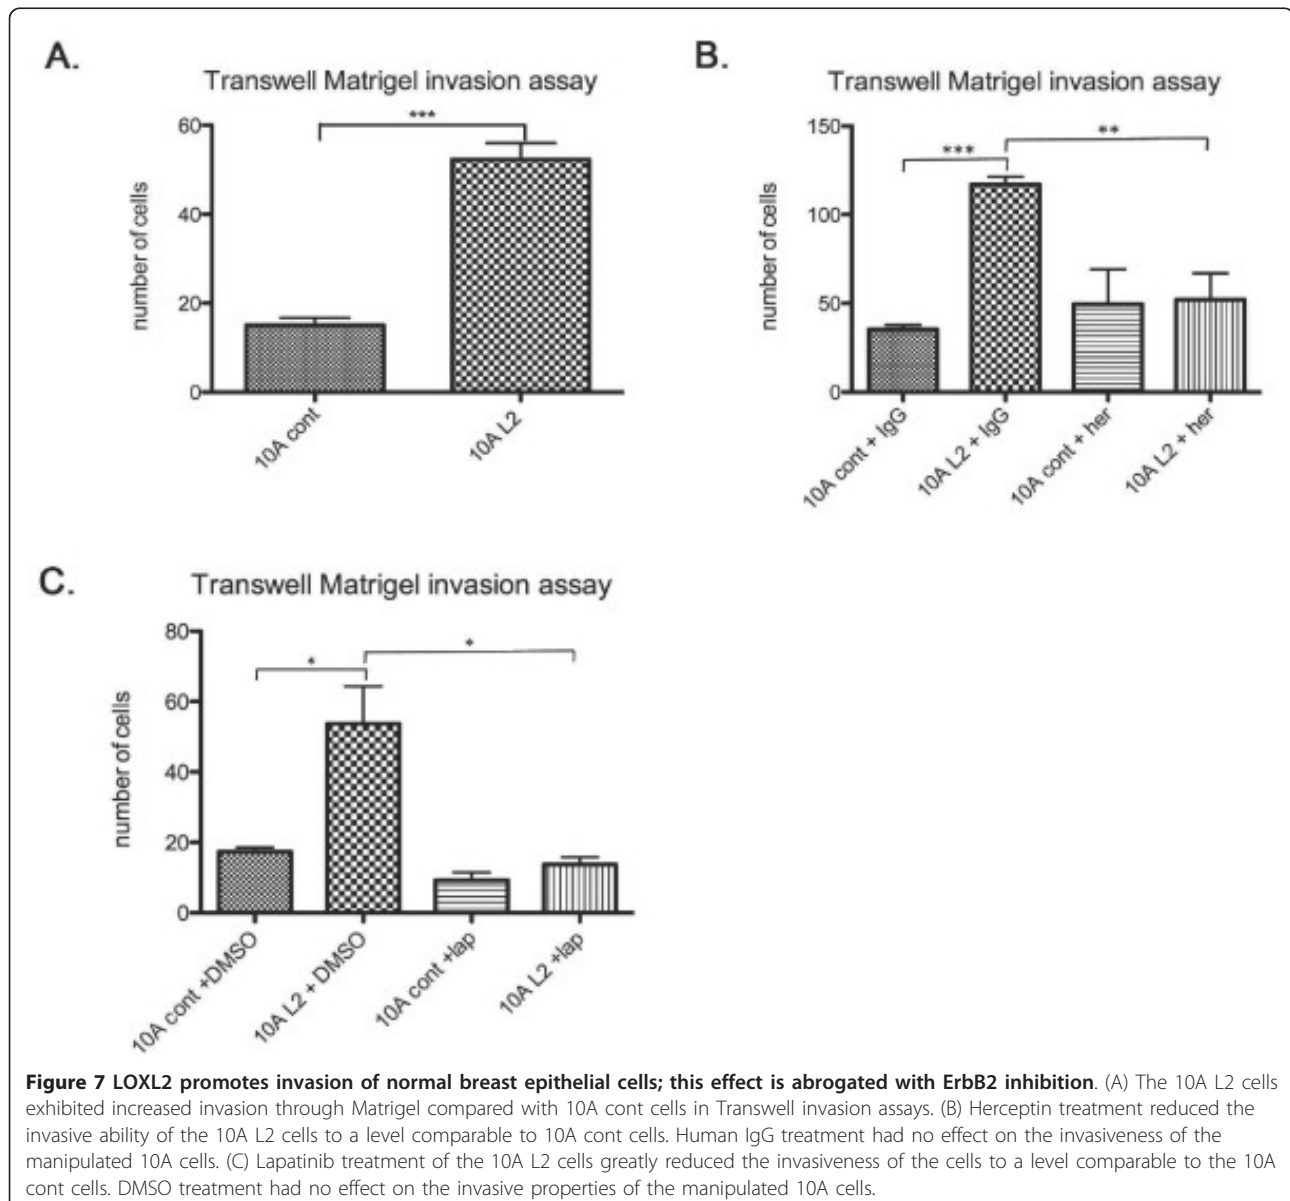 A.
Transwell Matrigel invasion assay
***
60
40
20
0
number of cells
10A cont
10A L2
B.
Transwell Matrigel invasion assay
***
**
150
100
50
0
number of cells
10A cont + IgG
10A L2 + IgG
10A cont + her
10A L2 + her
C.
Transwell Matrigel invasion assay
*
*
80
60
40
20
0
number of cells
10A cont +DMSO
10A L2 + DMSO
10A cont +lap
10A L2 +lap
Figure 7 LOXL2 promotes invasion of normal breast epithelial cells; this effect is abrogated with ErbB2 inhibition. (A) The 10A L2 cells
exhibited increased invasion through Matrigel compared with 10A cont cells in Transwell invasion assays. (B) Herceptin treatment reduced the
invasive ability of the 10A L2 cells to a level comparable to 10A cont cells. Human IgG treatment had no effect on the invasiveness of the
manipulated 10A cells. (C) Lapatinib treatment of the 10A L2 cells greatly reduced the invasiveness of the cells to a level comparable to the 10A
cont cells. DMSO treatment had no effect on the invasive properties of the manipulated 10A cells.